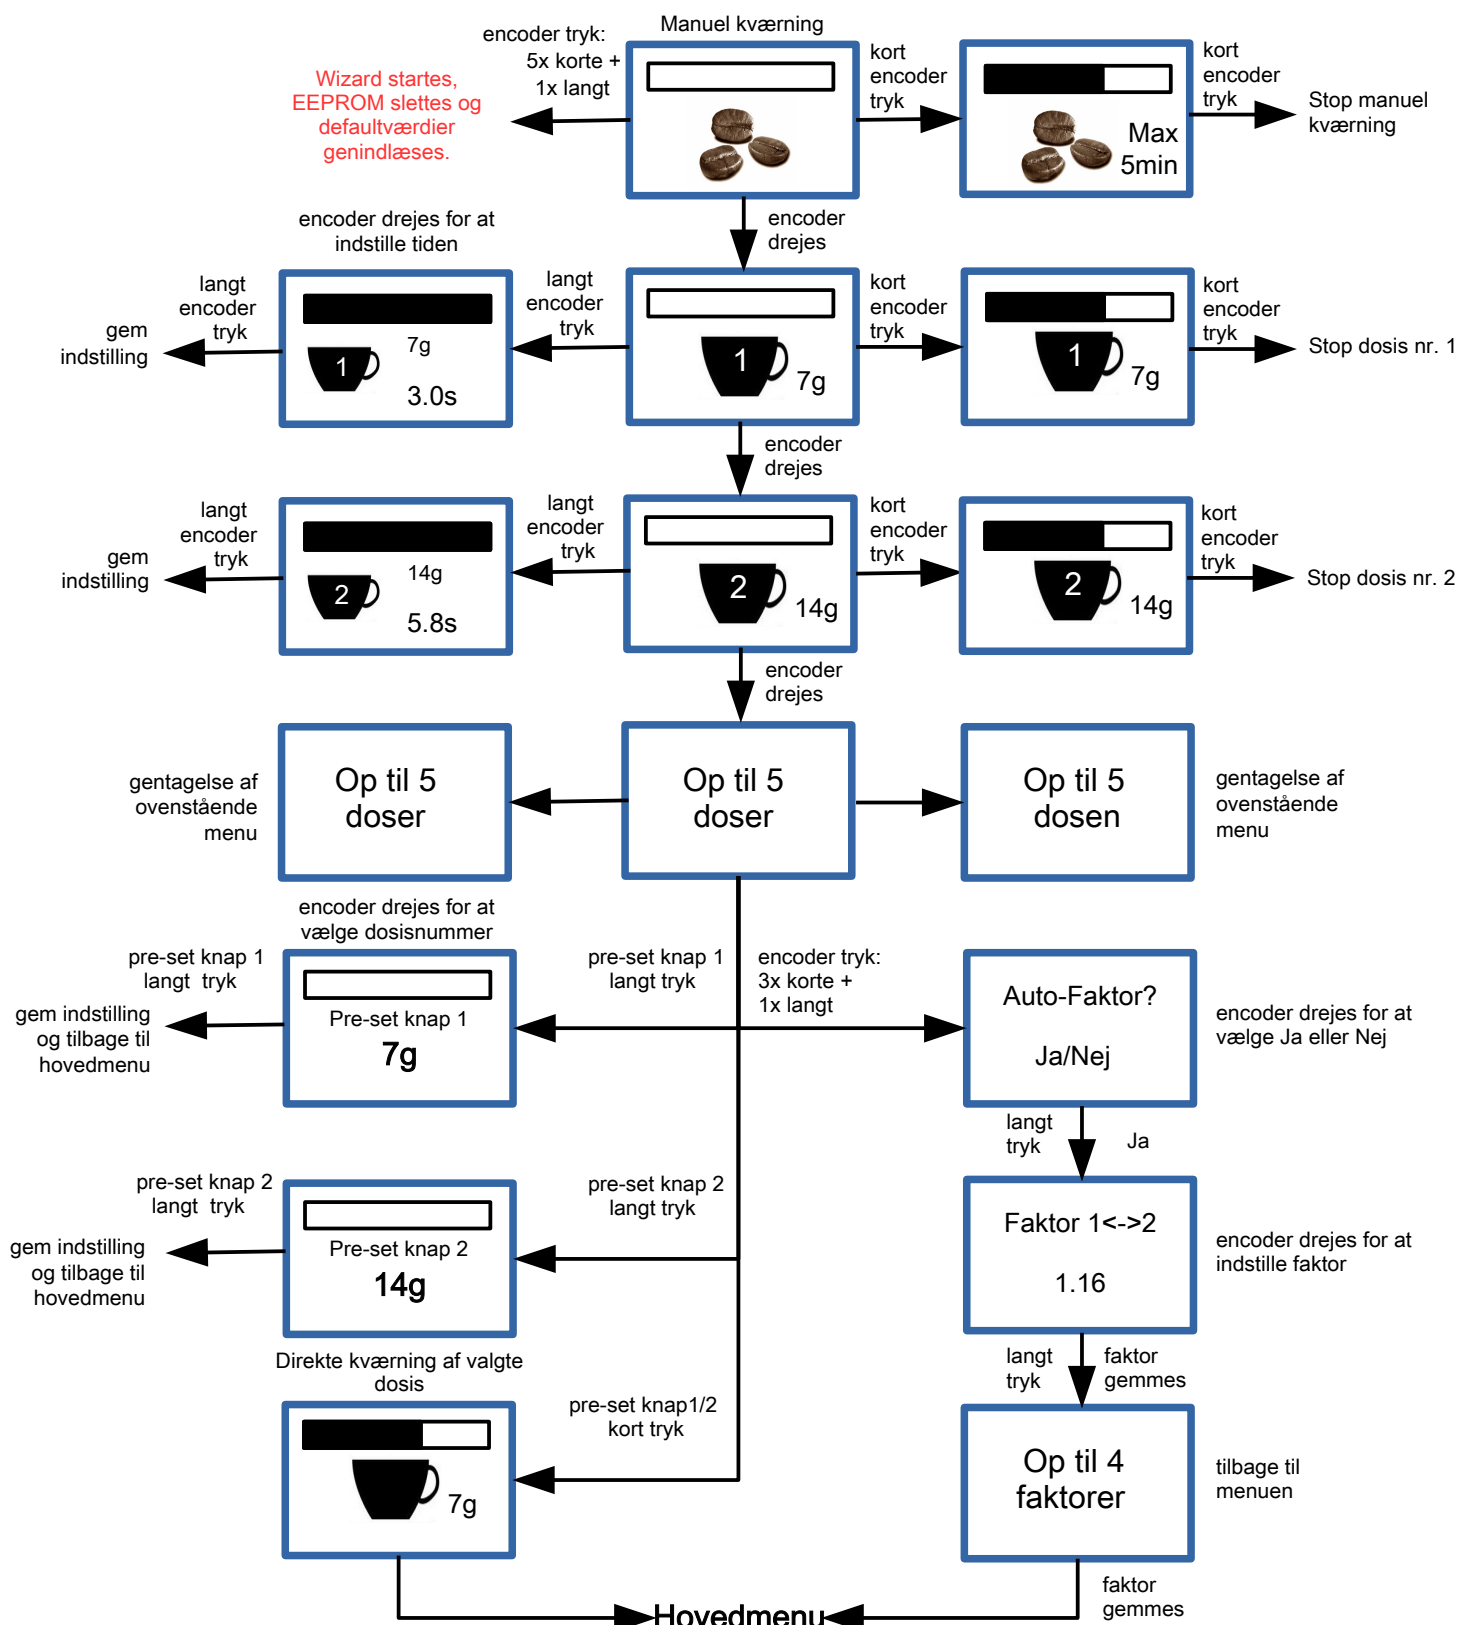 Manuel kværning
encoder tryk:
5x korte +
1x langt
Wizard startes,
EEPROM slettes og
defaultværdier
genindlæses.
kort
encoder
tryk
Max
5min
kort
encoder
tryk
Stop manuel
kværning
encoder
drejes
encoder drejes for at
indstille tiden
langt
encoder
tryk
gem
indstilling
1
7g
3.0s
langt
encoder
tryk
1
7g
kort
encoder
tryk
1
7g
kort
encoder
tryk
Stop dosis nr. 1
encoder
drejes
langt
encoder
tryk
gem
indstilling
2
14g
5.8s
langt
encoder
tryk
2
14g
kort
encoder
tryk
2
14g
kort
encoder
tryk
Stop dosis nr. 2
encoder
drejes
gentagelse af
ovenstående
menu
Op til 5
doser
Op til 5
doser
Op til 5
dosen
gentagelse af
ovenstående
menu
encoder drejes for at
vælge dosisnummer
pre-set knap 1
langt tryk
gem indstilling
og tilbage til
hovedmenu
Pre-set knap 1
7g
pre-set knap 1
langt tryk
encoder tryk:
3x korte +
1x langt
Auto-Faktor?
Ja/Nej
encoder drejes for at
vælge Ja eller Nej
langt
tryk
Ja
pre-set knap 2
langt tryk
gem indstilling
og tilbage til
hovedmenu
Pre-set knap 2
14g
pre-set knap 2
langt tryk
Faktor 1<->2
1.16
encoder drejes for at
indstille faktor
langt
tryk
faktor
gemmes
Direkte kværning af valgte
dosis
7g
pre-set knap1/2
kort tryk
Op til 4
faktorer
tilbage til
menuen
faktor
gemmes
Hovedmenu